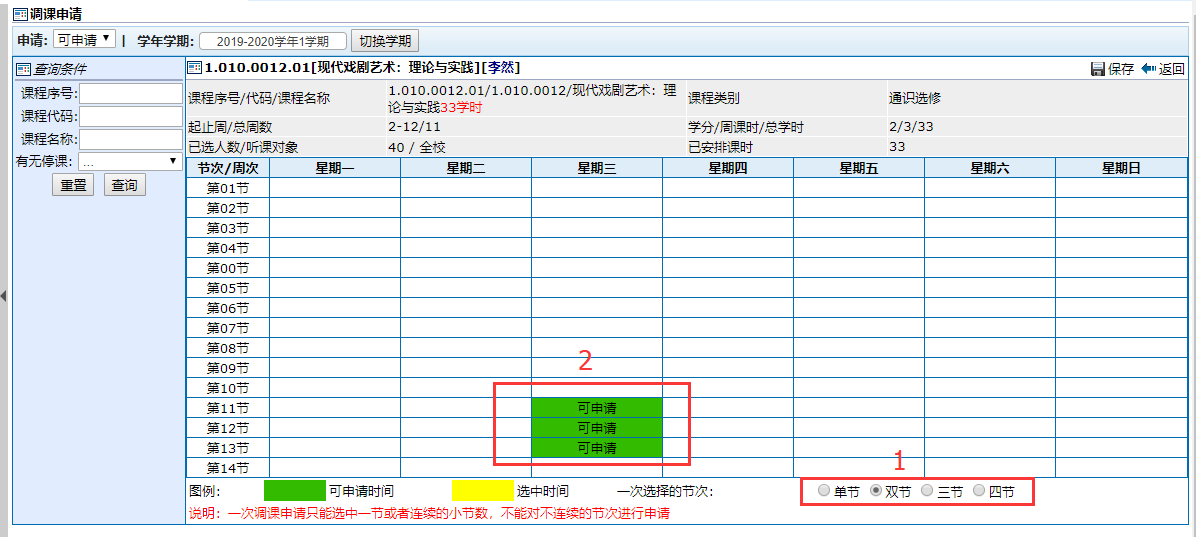 调课申请
申请: 可申请 | 学年学期: 2019-2020学年1学期 切换学期
查询条件
课程序号:
课程代码:
课程名称:
有无停课: ...
重置 查询
1.010.0012.01[现代戏剧艺术：理论与实践][李然] 保存 返回
课程序号/代码/课程名称 1.010.0012.01/1.010.0012/现代戏剧艺术：理论与实践33学时 课程类别 通识选修
起止周/总周数 2-12/11 学分/周课时/总学时 2/3/33
已选人数/听课对象 40 / 全校 已安排课时 33
节次/周次 星期一 星期二 星期三 星期四 星期五 星期六 星期日
第01节
第02节
第03节
第04节
第00节
第05节
第06节
第07节
第08节
第09节
2
第10节
第11节 可申请
第12节 可申请
第13节 可申请
第14节
1
图例： 可申请时间 选中时间 一次选择的节次： 单节 双节 三节 四节
说明：一次调课申请只能选中一节或者连续的小节数，不能对不连续的节次进行申请